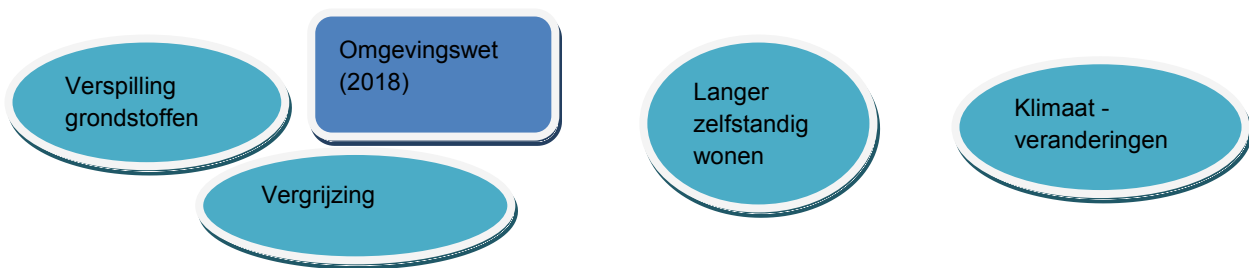 Verspilling
grondstoffen
Omgevingswet
(2018)
Vergrijzing
Langer
zelfstandig
wonen
Klimaat -
veranderingen